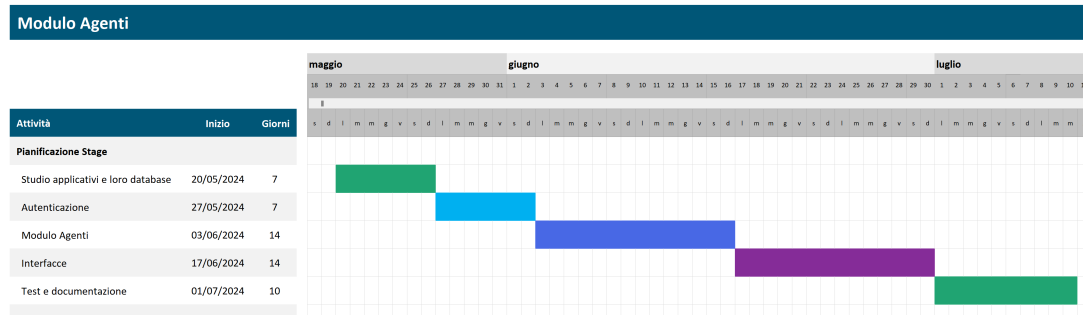 Modulo Agenti
maggio giugno luglio
18 19 20 21 22 23 24 25 26 27 28 29 30 31 1 2 3 4 5 6 7 8 9 10 11 12 13 14 15 16 17 18 19 20 21 22 23 24 25 26 27 28 29 30 1 2 3 4 5 6 7 8 9 10
Attività Inizio Giorni s d l m m g v s d l m m g v s d l m m g v s d l m m g v s d l m m g v s d l m m g v s d l m m g v s d l m m
Pianificazione Stage
Studio applicativi e loro database 20/05/2024 7
Autenticazione 27/05/2024 7
Modulo Agenti 03/06/2024 14
Interfacce 17/06/2024 14
Test e documentazione 01/07/2024 10